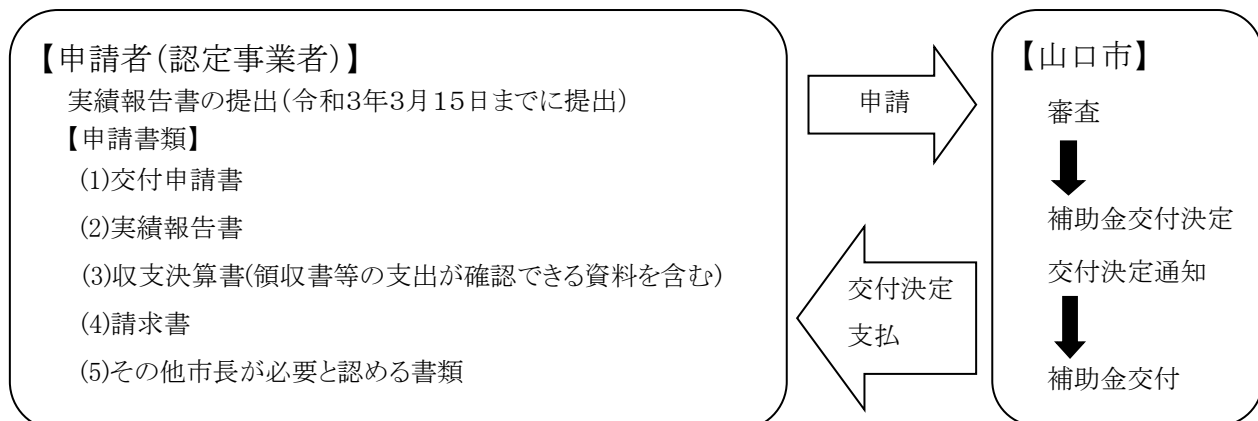 【申請者(認定事業者)】
実績報告書の提出(令和3年3月15日までに提出)
【申請書類】
(1)交付申請書
(2)実績報告書
(3)収支決算書(領収書等の支出が確認できる資料を含む)
(4)請求書
(5)その他市長が必要と認める書類
申請
交付決定
支払
【山口市】
審査
補助金交付決定
交付決定通知
補助金交付